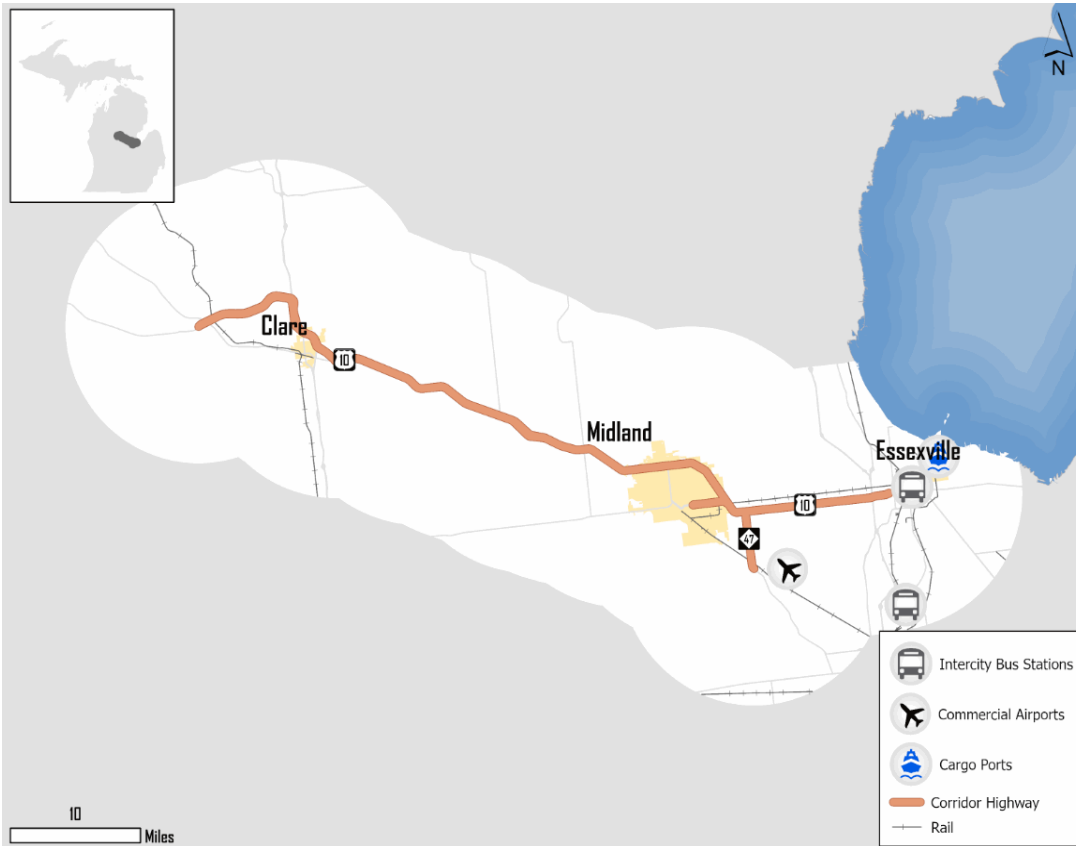 N
Clare
10
Midland
Essexville
10
47
Intercity Bus Stations
Commercial Airports
Cargo Ports
Corridor Highway
Rail
10
Miles